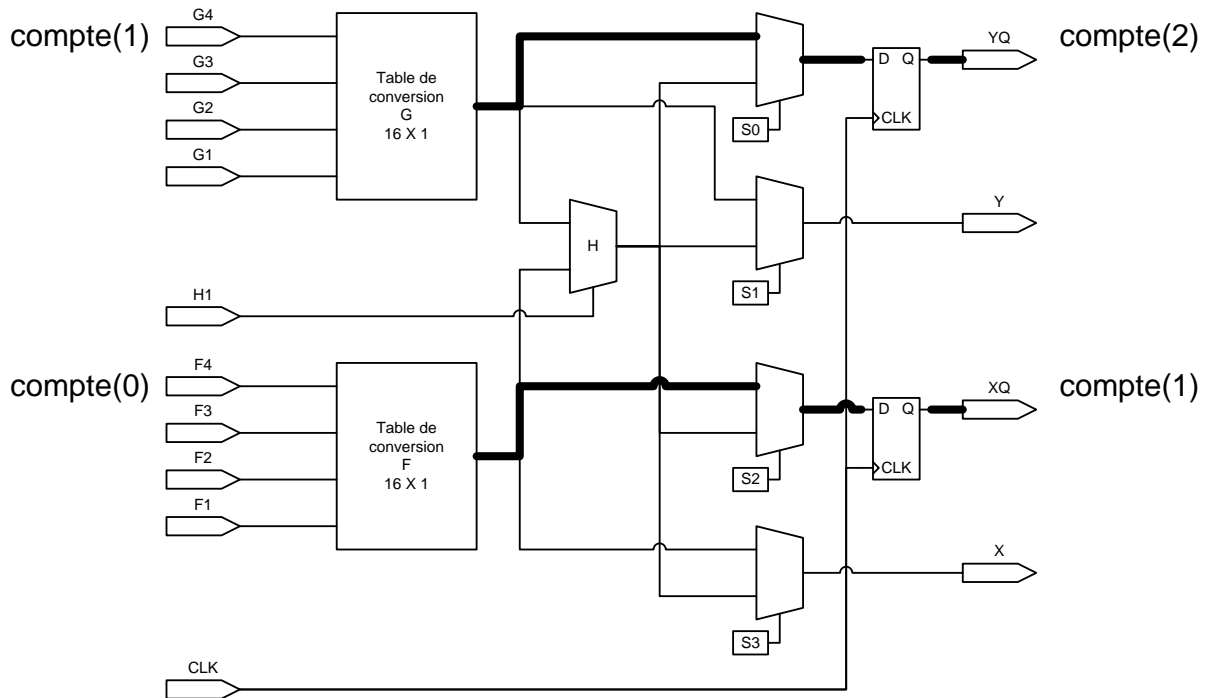 G4
compte(1)
G3
G2
G1
Table de
conversion
G
16 X 1
S0
D Q
CLK
YQ
compte(2)
H
S1
Y
H1
F4
compte(0)
F3
F2
F1
Table de
conversion
F
16 X 1
S2
D Q
CLK
XQ
compte(1)
S3
X
CLK